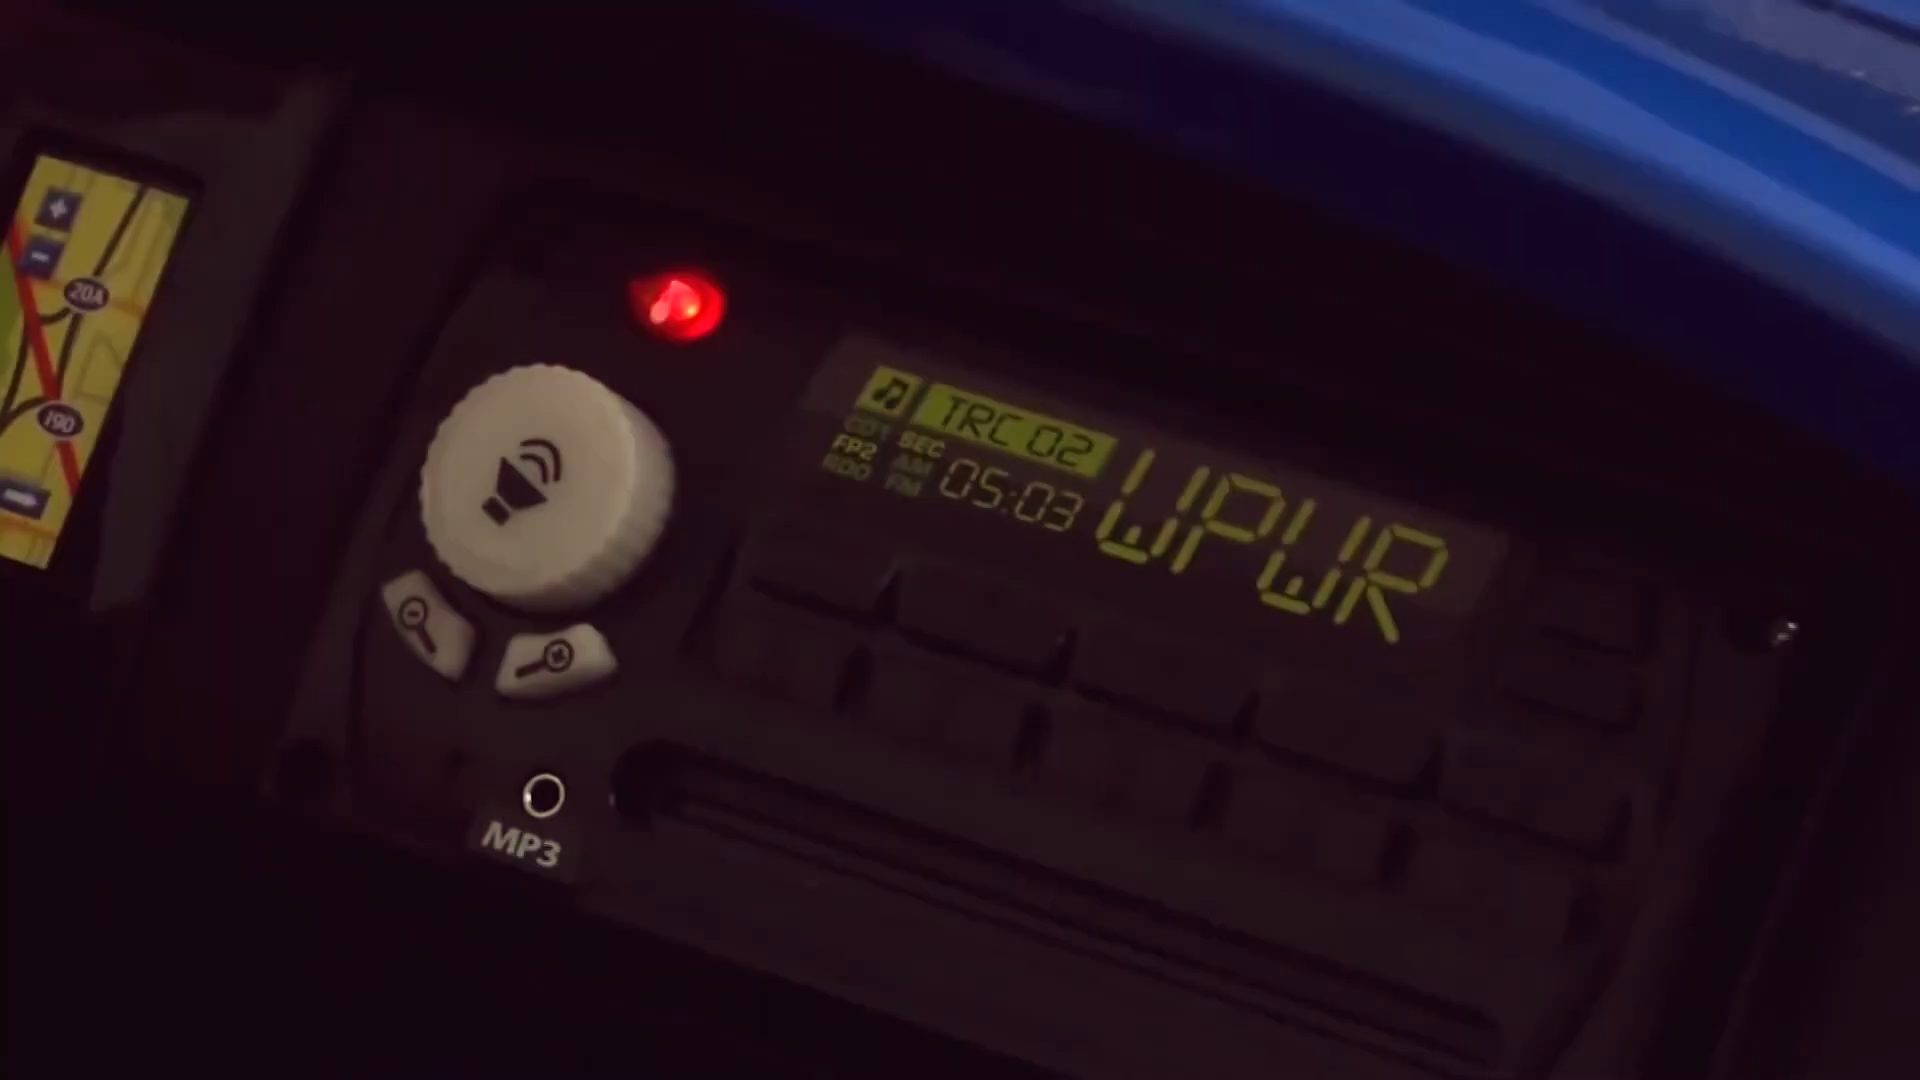 20A
190
TRC 02
CD1 SEC
FP2 AM
RDO FM
05:03
WPWR
MP3